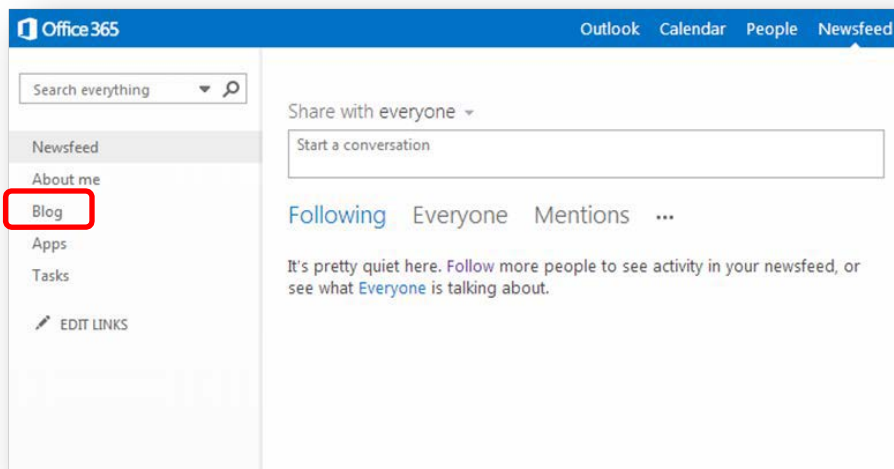 Office 365
Outlook Calendar People Newsfeed
Search everything
Newsfeed
About me
Blog
Apps
Tasks
EDIT LINKS
Share with everyone
Start a conversation
Following Everyone Mentions ...
It's pretty quiet here. Follow more people to see activity in your newsfeed, or
see what Everyone is talking about.